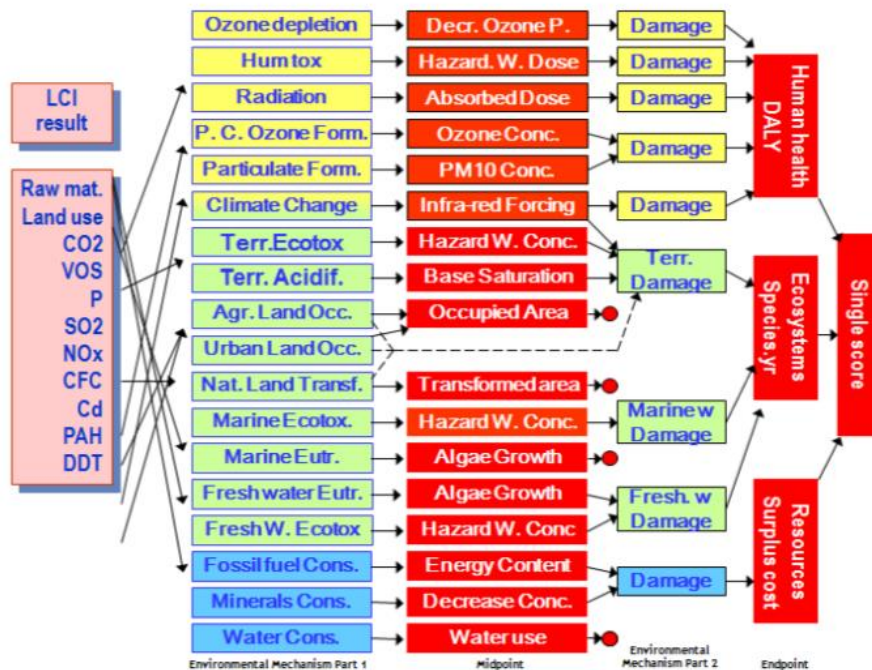 LCI
result
Raw mat.
Land use
CO2
VOS
P
SO2
NOx
CFC
Cd
PAH
DDT
Ozone depletion
Hum tox
Radiation
P. C. Ozone Form.
Particulate Form.
Climate Change
Terr.Ecotox
Terr. Acidif.
Agr. Land Occ.
Urban Land Occ.
Nat. Land Transf.
Marine Ecotox.
Marine Eutr.
Freshwater Eutr.
Fresh W. Ecotox
Fossil fuel Cons.
Minerals Cons.
Water Cons.
Environmental Mechanism Part 1
Decr. Ozone P.
Hazard. W. Dose
Absorbed Dose
Ozone Conc.
PM10 Conc.
Infra-red Forcing
Hazard W. Conc.
Base Saturation
Occupied Area
Transformed area
Hazard W. Conc.
Algae Growth
Algae Growth
Hazard W. Conc
Energy Content
Decrease Conc.
Water use
Midpoint
Damage
Damage
Damage
Damage
Damage
Terr.
Damage
Marine w
Damage
Fresh. w
Damage
Damage
Environmental
Mechanism Part 2
Human health
DALY
Ecosystems
Species.yr
Resources
Surplus cost
Endpoint
Single score